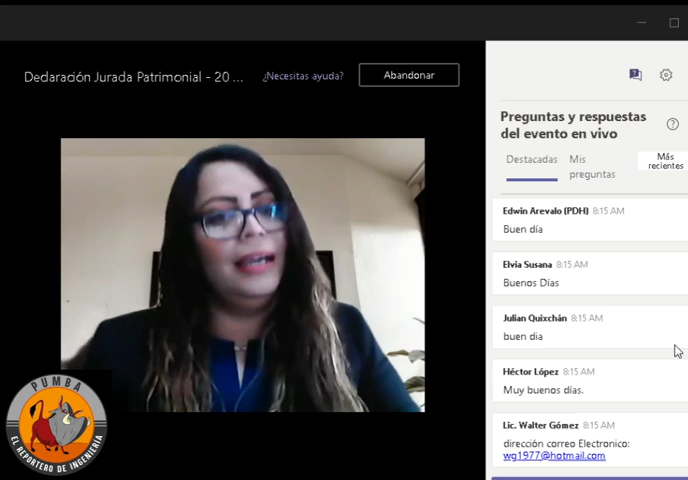 Declaración Jurada Patrimonial - 20 ...
¿Necesitas ayuda?
Abandonar
Preguntas y respuestas
del evento en vivo
Destacadas
Mis
preguntas
Más
recientes
Edwin Arevalo (PDH) 8:15 AM
Buen día
Elvia Susana 8:15 AM
Buenos Días
Julian Quixchán 8:15 AM
buen dia
Héctor López 8:15 AM
Muy buenos días.
Lic. Walter Gómez 8:15 AM
dirección correo Electronico:
wg1977@hotmail.com
PUMBA
EL REPORTERO DE INGENIERÍA